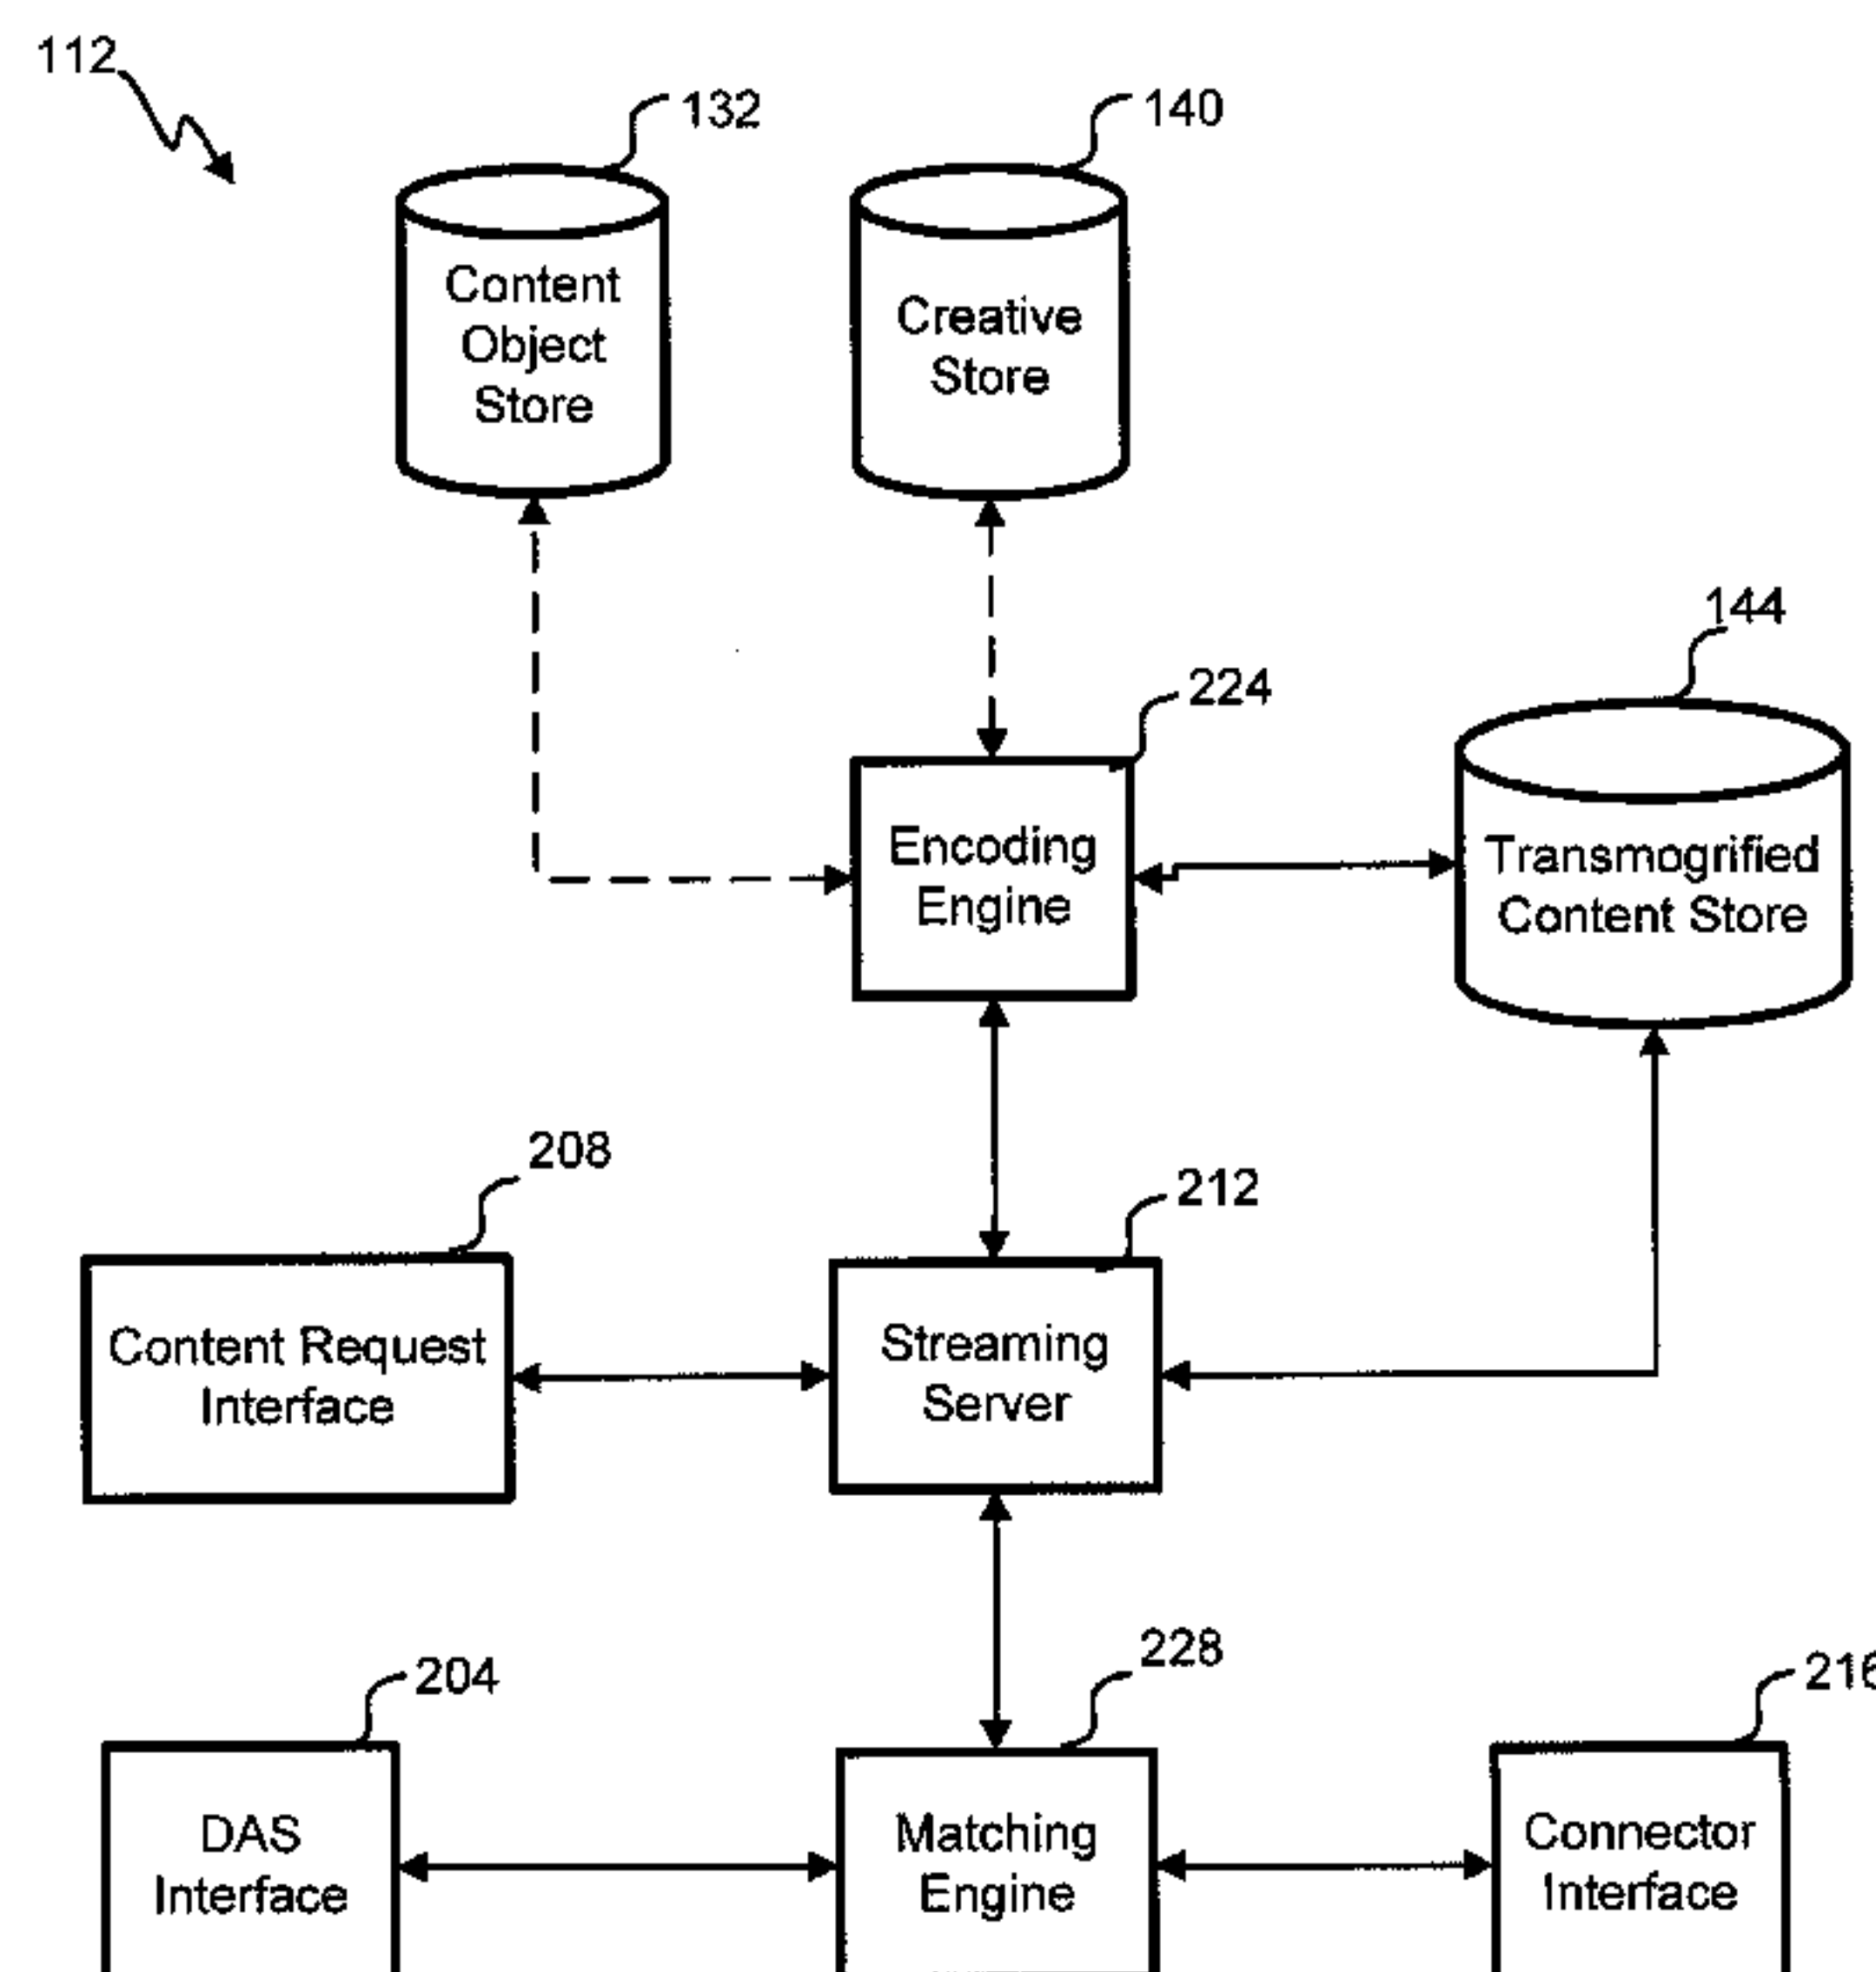 112
132
140
Content
Object
Store
Creative
Store
144
224
Encoding
Engine
Transmogrified
Content Store
208
212
Content Request
Interface
Streaming
Server
204
228
216
DAS
Interface
Matching
Engine
Connector
Interface